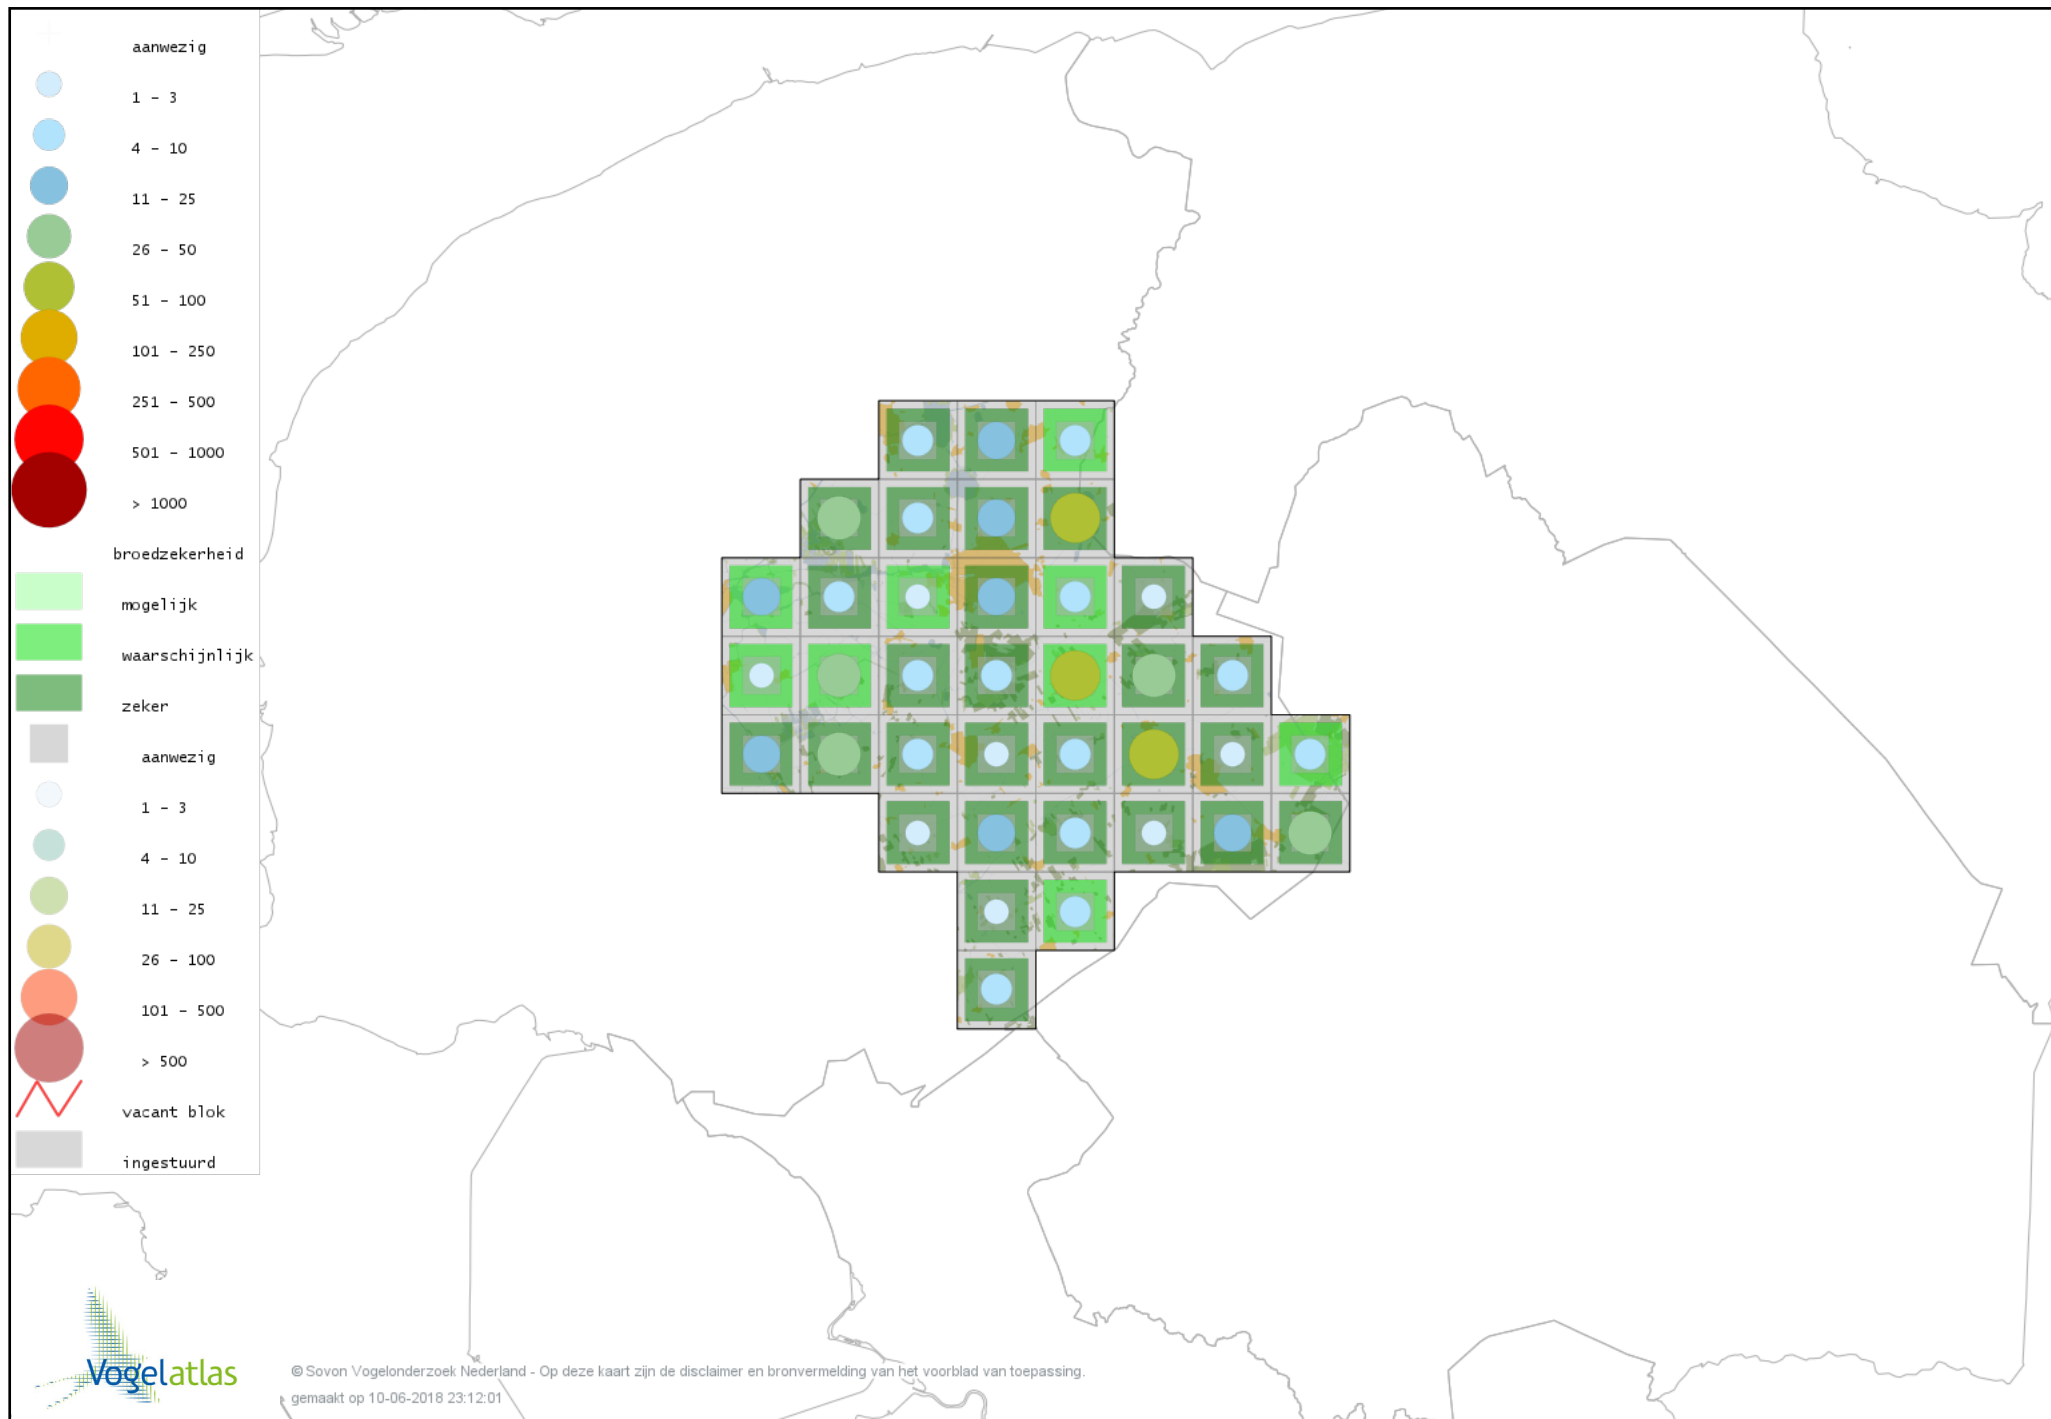 aanwezig
1 - 3
4 - 10
11 - 25
26 - 50
51 - 100
101 - 250
251 - 500
501 - 1000
> 1000
broedzekerheid
mogelijk
waarschijnlijk
zeker
aanwezig
1 - 3
4 - 10
11 - 25
26 - 100
101 - 500
> 500
vacant blok
ingestuurd
Vogelatlas
© Sovon Vogelonderzoek Nederland - Op deze kaart zijn de disclaimer en bronvermelding van het voorblad van toepassing.
gemaakt op 10-06-2018 23:12:01